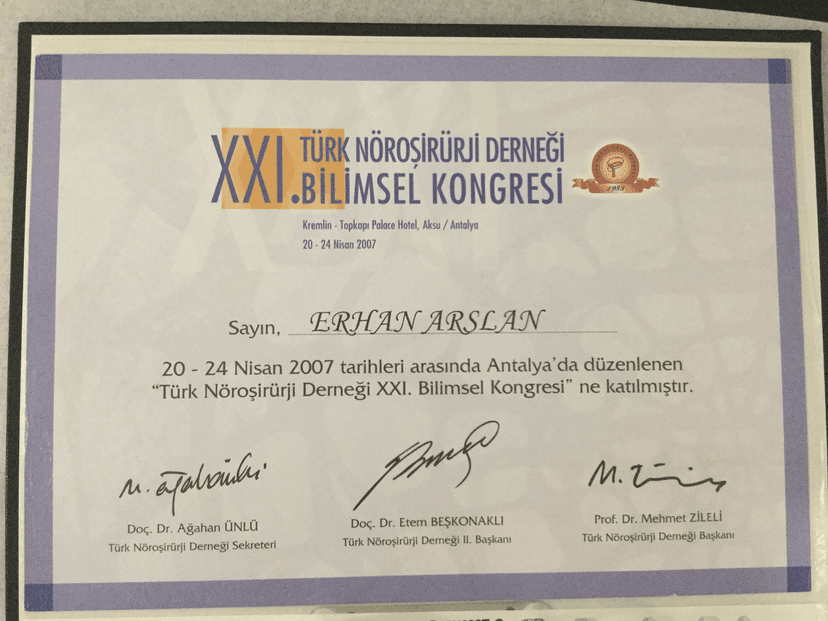 XXI. TÜRK NÖROŞİRÜRJİ DERNEĞİ
BİLİMSEL KONGRESİ
Kremlin - Topkapı Palace Hotel, Aksu / Antalya
20 - 24 Nisan 2007
Sayın, ERHAN ARSLAN
20 - 24 Nisan 2007 tarihleri arasında Antalya'da düzenlenen
“Türk Nöroşirürji Derneği XXI. Bilimsel Kongresi” ne katılmıştır.
Doç. Dr. Ağahan ÜNLÜ
Türk Nöroşirürji Derneği Sekreteri
Doç. Dr. Etem BEŞKONAKLI
Türk Nöroşirürji Derneği II. Başkanı
Prof. Dr. Mehmet ZİLELİ
Türk Nöroşirürji Derneği Başkanı